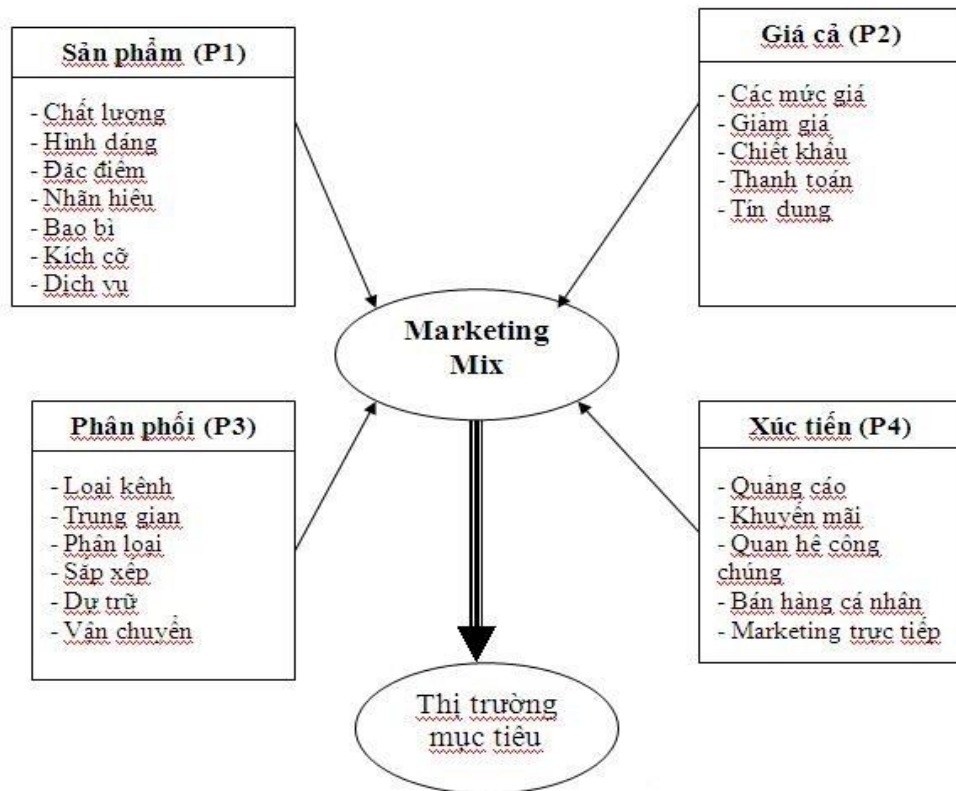 Sản phẩm (P1)
- Chất lượng
- Hình dáng
- Đặc điểm
- Nhãn hiệu
- Bao bì
- Kích cỡ
- Dịch vụ
Giá cả (P2)
- Các mức giá
- Giảm giá
- Chiết khấu
- Thanh toán
- Tín dung
Marketing
Mix
Phân phối (P3)
- Loại kênh
- Trung gian
- Phân loại
- Sắp xếp
- Dự trữ
- Vận chuyển
Xúc tiến (P4)
- Quảng cáo
- Khuyến mãi
- Quan hệ công
chúng
- Bán hàng cá nhân
- Marketing trực tiếp
Thị trường
mục tiêu